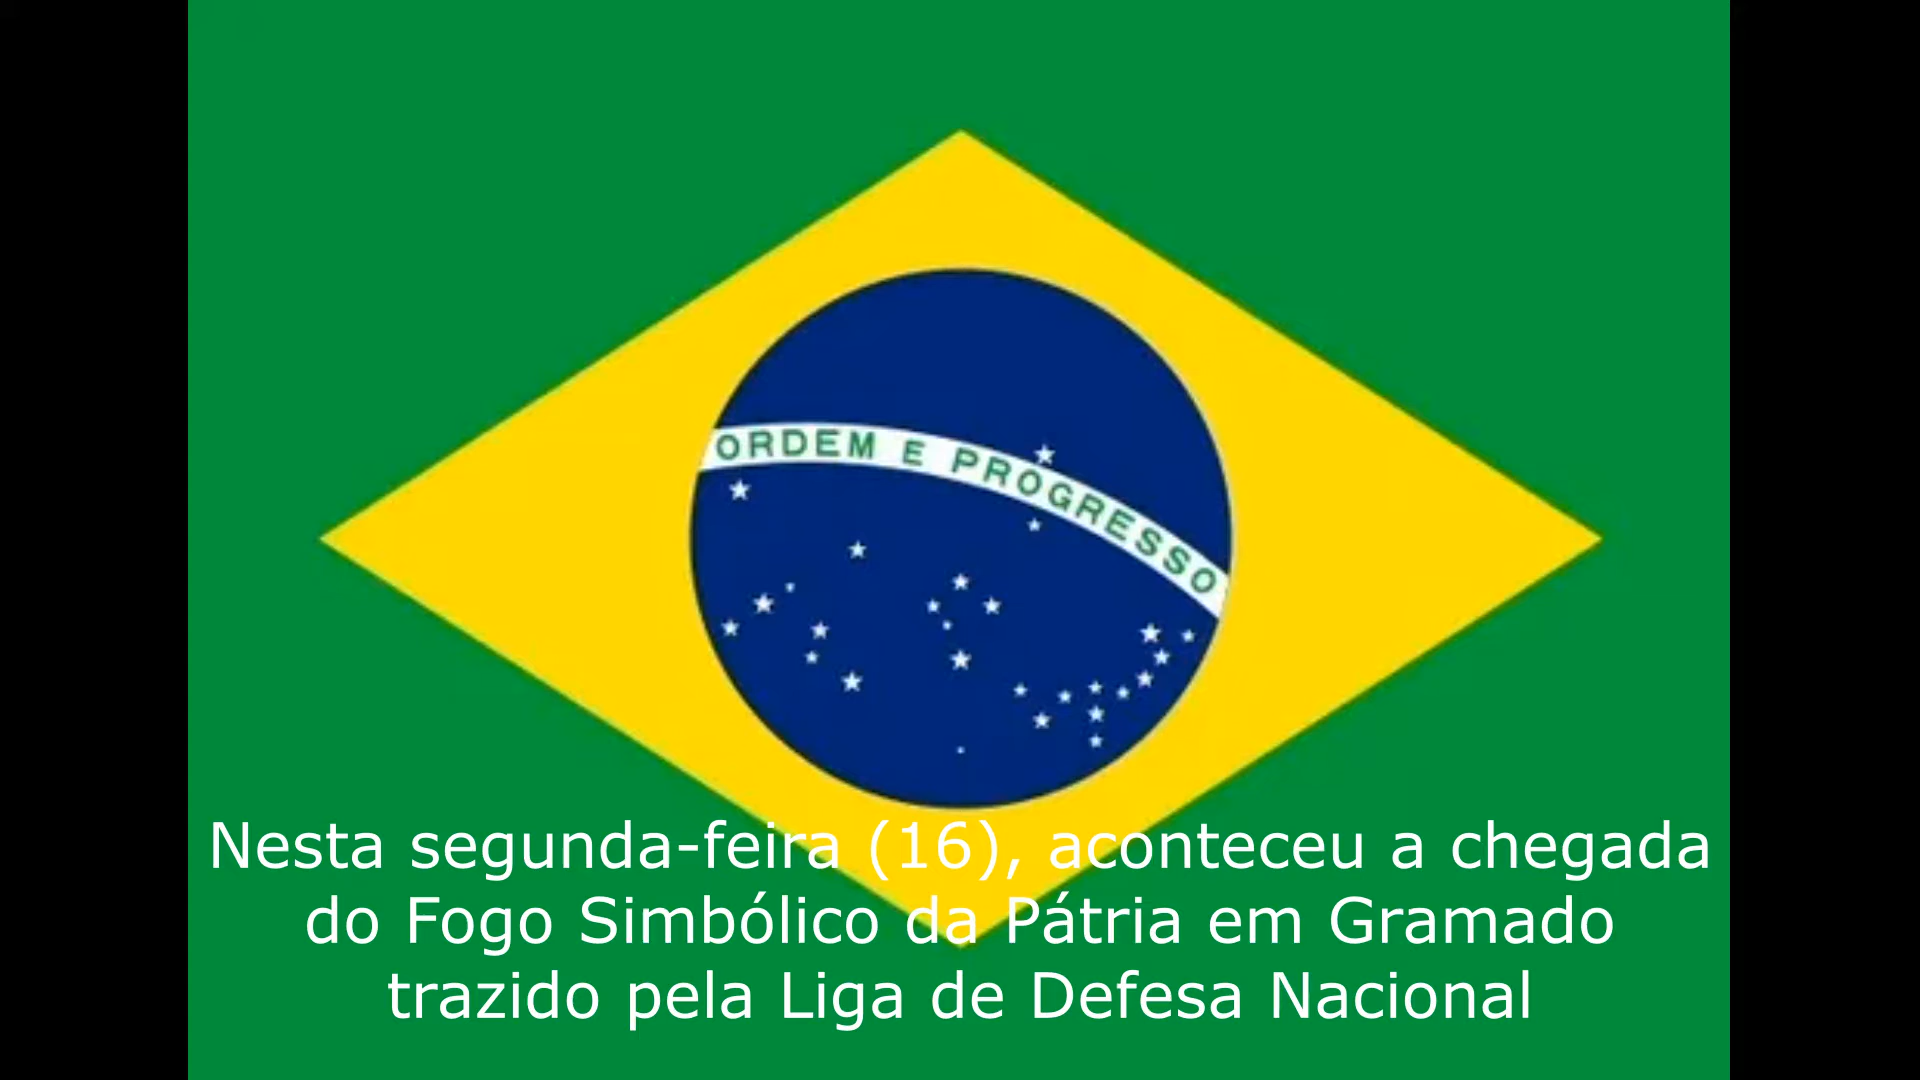 ORDEM E PROGRESSO
Nesta segunda-feira (16), aconteceu a chegada
do Fogo Simbólico da Pátria em Gramado
trazido pela Liga de Defesa Nacional